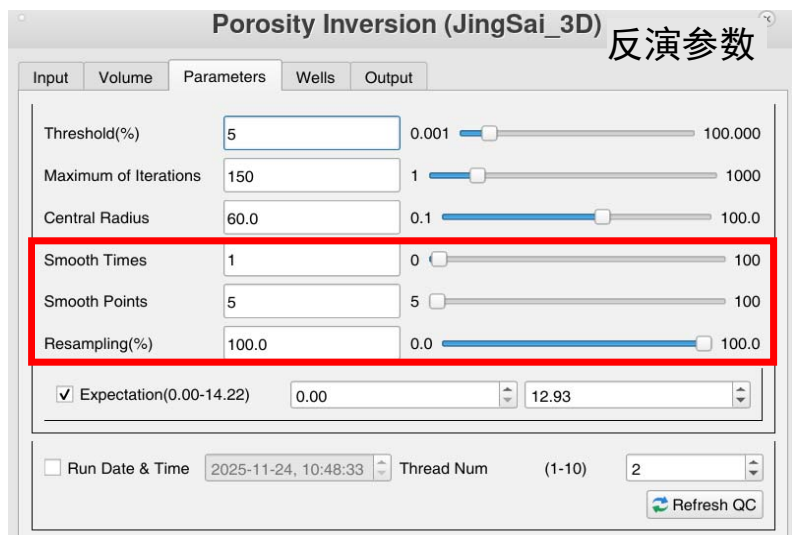 Porosity Inversion (JingSai_3D)
反演参数
Input Volume Parameters Wells Output
Threshold(%) 5 0.001 100.000
Maximum of Iterations 150 1 1000
Central Radius 60.0 0.1 100.0
Smooth Times 1 0 100
Smooth Points 5 5 100
Resampling(%) 100.0 0.0 100.0
Expectation(0.00-14.22) 0.00 12.93
Run Date & Time 2025-11-24, 10:48:33 Thread Num (1-10) 2
Refresh QC